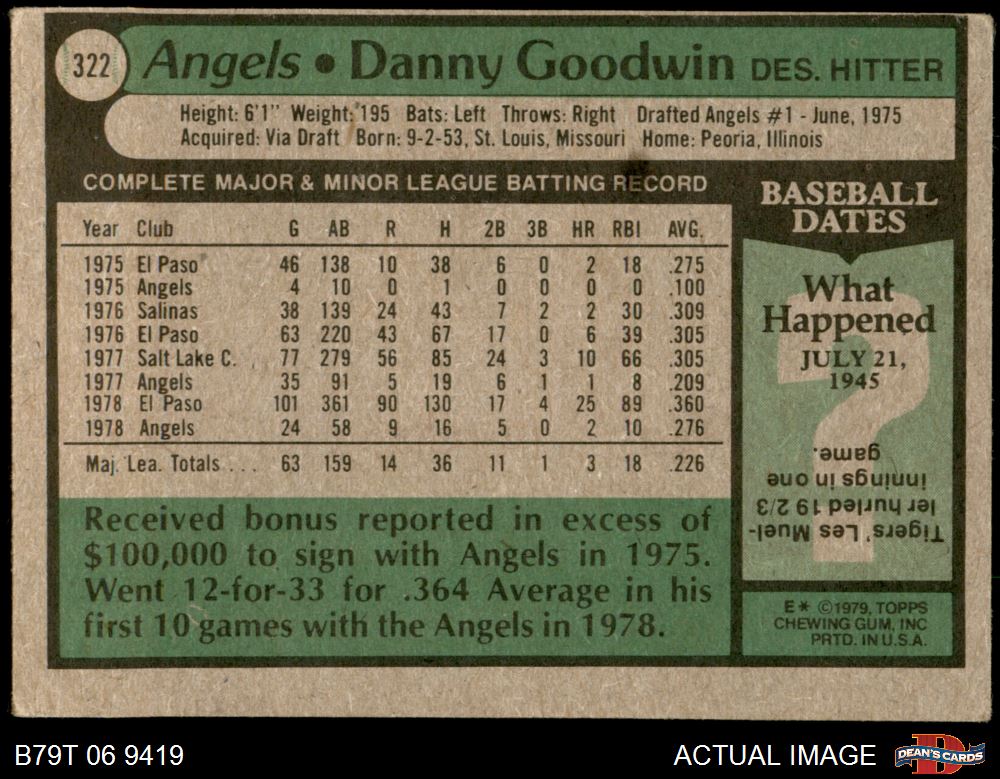 322 Angels • Danny Goodwin DES. HITTER
Height: 6'1" Weight: 195 Bats: Left Throws: Right Drafted Angels #1 - June, 1975
Acquired: Via Draft Born: 9-2-53, St. Louis, Missouri Home: Peoria, Illinois
COMPLETE MAJOR & MINOR LEAGUE BATTING RECORD
Year Club G AB R H 2B 3B HR RBI AVG.
1975 El Paso 46 138 10 38 6 0 2 18 .275
1975 Angels 4 10 0 1 0 0 0 0 .100
1976 Salinas 38 139 24 43 7 2 2 30 .309
1976 El Paso 63 220 43 67 17 0 6 39 .305
1977 Salt Lake C. 77 279 56 85 24 3 10 66 .305
1977 Angels 35 91 5 19 6 1 1 8 .209
1978 El Paso 101 361 90 130 17 4 25 89 .360
1978 Angels 24 58 9 16 5 0 2 10 .276
Maj. Lea. Totals . . . 63 159 14 36 11 1 3 18 .226
Received bonus reported in excess of
$100,000 to sign with Angels in 1975.
Went 12-for-33 for .364 Average in his
first 10 games with the Angels in 1978.
BASEBALL
DATES
What
Happened
JULY 21,
1945
?
Tigers' Les Muel-
ler hurled 19 2/3
innings in one
game.
E* ©1979, TOPPS
CHEWING GUM, INC
PRTD. IN U.S.A.
B79T 06 9419
ACTUAL IMAGE
D
DEAN'S CARDS